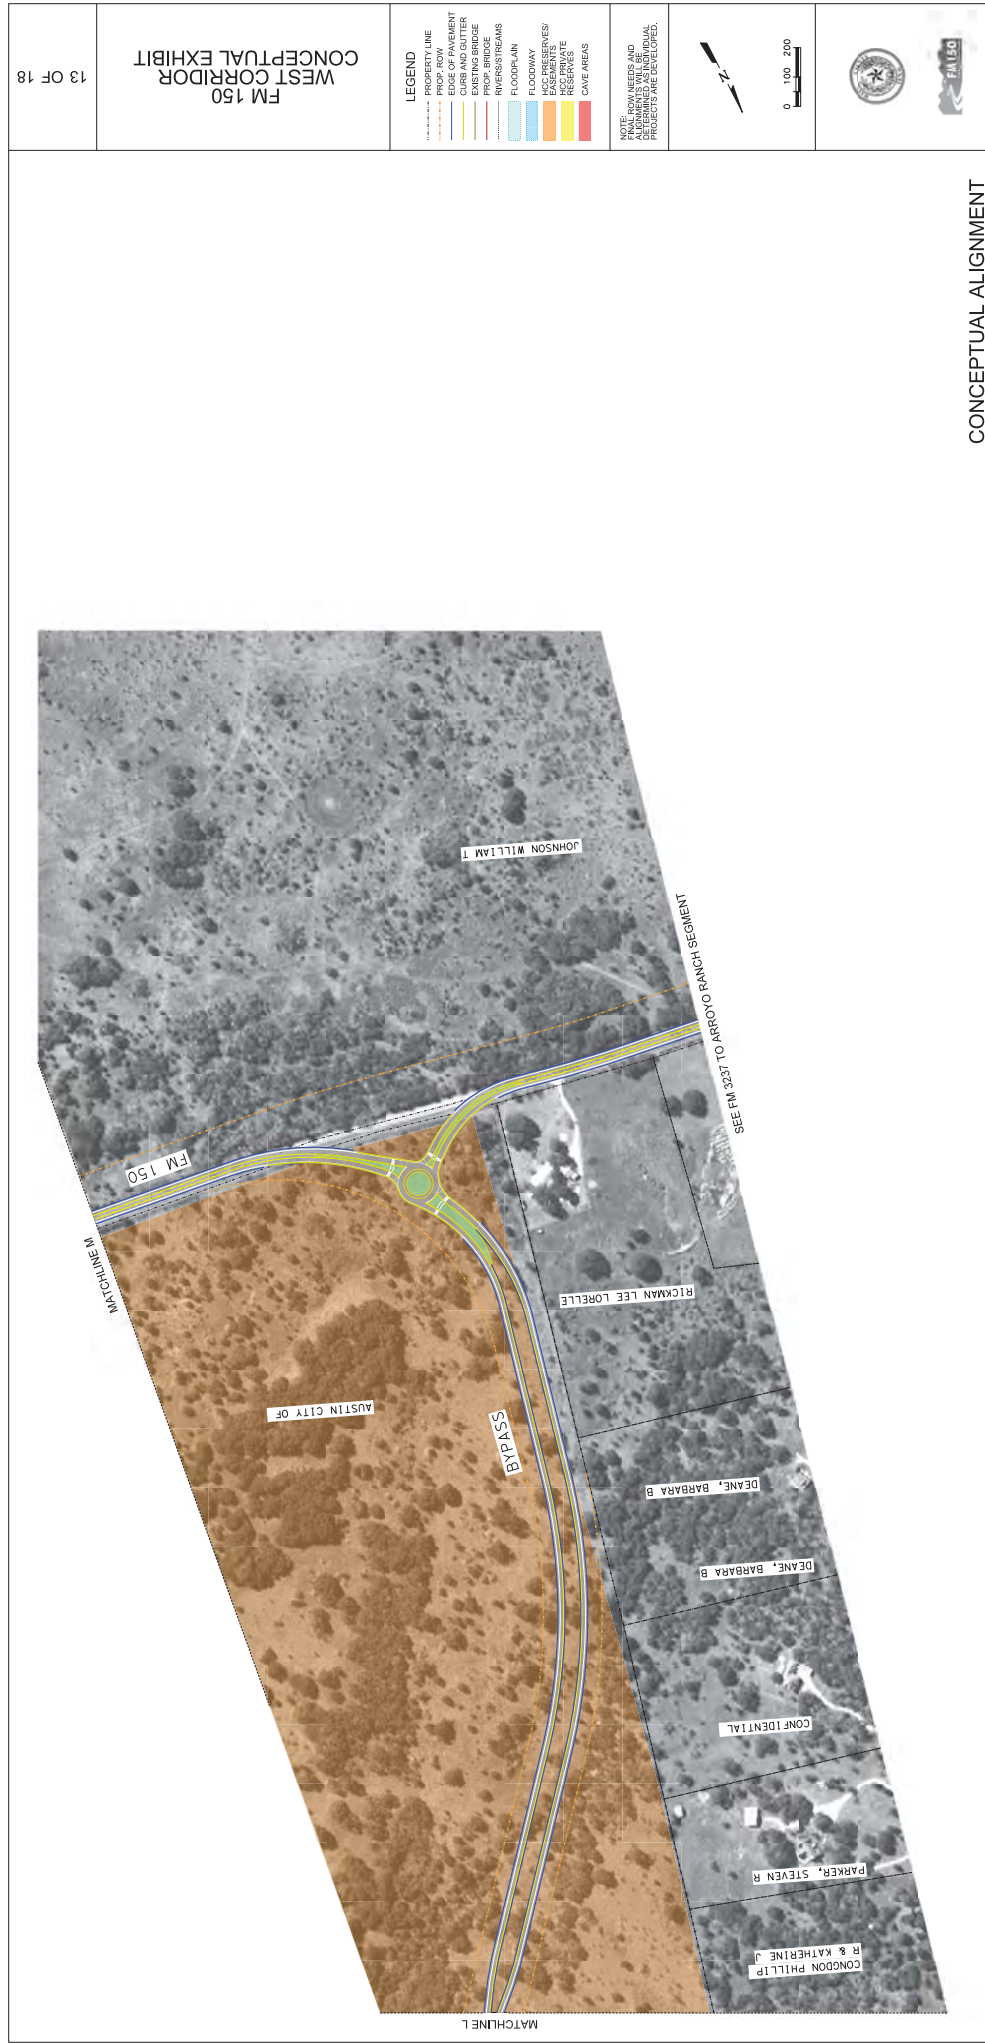 13 OF 18
FM 150
WEST CORRIDOR
CONCEPTUAL EXHIBIT
LEGEND
PROPERTY LINE
PROP. ROW
EDGE OF PAVEMENT
CURB AND GUTTER
EXISTING BRIDGE
PROP. BRIDGE
RIVERS/STREAMS
FLOODPLAIN
FLOODWAY
HCC PRESERVES/
EASEMENTS
HCC PRIVATE
RESERVES
CAVE AREAS
NOTE:
FINAL ROW NEEDS AND
ALIGNMENTS WILL BE
DETERMINED AS INDIVIDUAL
PROJECTS ARE DEVELOPED.
N
0 100 200
FM150
CONCEPTUAL ALIGNMENT
JOHNSON WILLIAM T
SEE FM 3237 TO ARROYO RANCH SEGMENT
FM 150
MATCHLINE M
RICKMAN LEE LORELLE
AUSTIN CITY OF
BYPASS
DEANE, BARBARA B
DEANE, BARBARA B
CONFIDENTIAL
PARKER, STEVEN R
CONGDON PHILLIP
R & KATHERINE J
MATCHLINE L